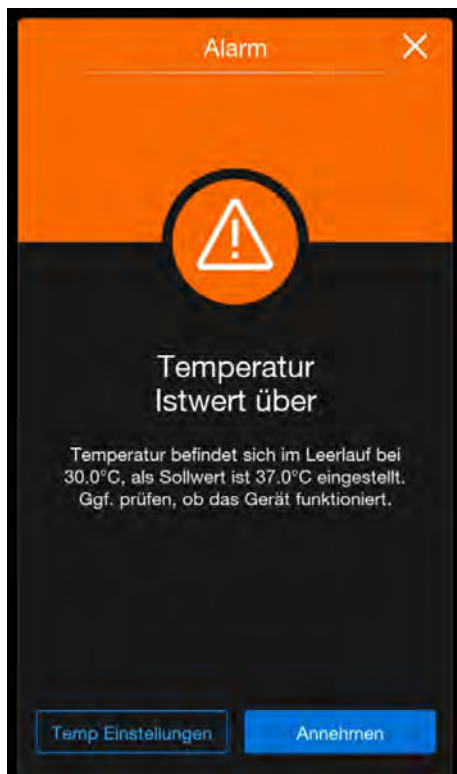 Alarm
Temperatur
Istwert über
Temperatur befindet sich im Leerlauf bei
30.0°C, als Sollwert ist 37.0°C eingestellt.
Ggf. prüfen, ob das Gerät funktioniert.
Temp Einstellungen
Annehmen